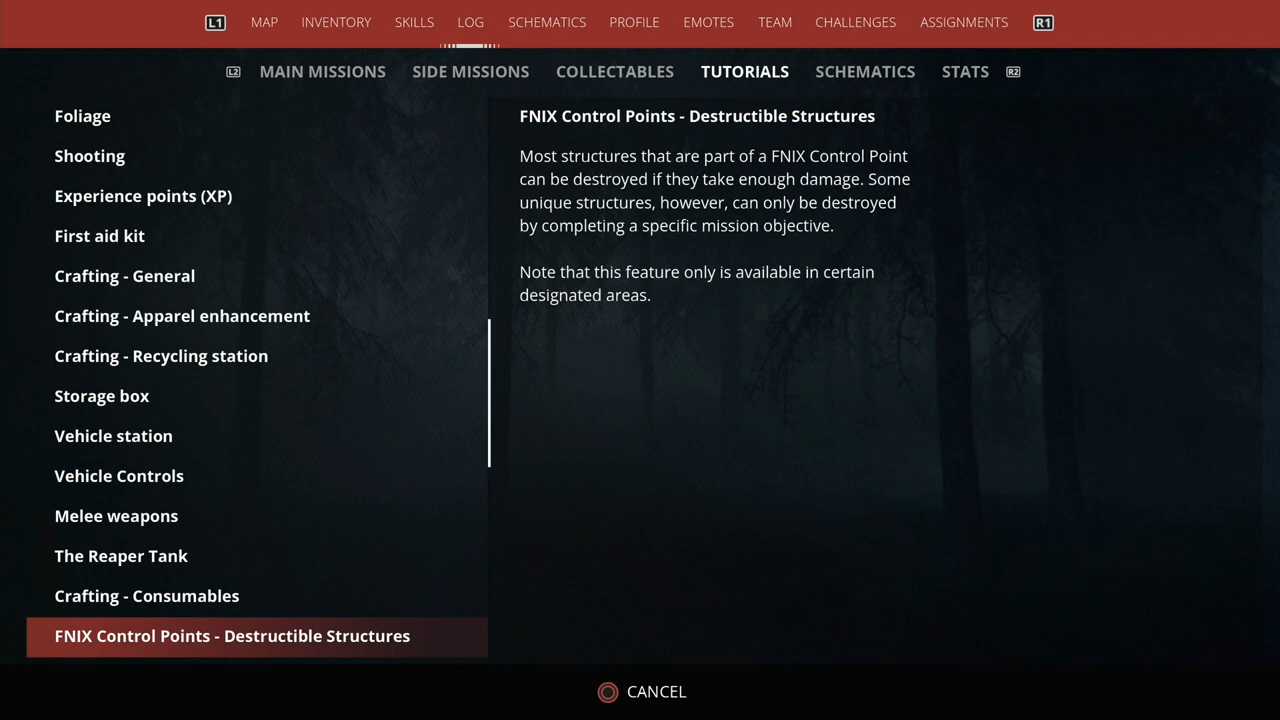 L1 MAP INVENTORY SKILLS LOG SCHEMATICS PROFILE EMOTES TEAM CHALLENGES ASSIGNMENTS R1
L2 MAIN MISSIONS SIDE MISSIONS COLLECTABLES TUTORIALS SCHEMATICS STATS R2
Foliage
Shooting
Experience points (XP)
First aid kit
Crafting - General
Crafting - Apparel enhancement
Crafting - Recycling station
Storage box
Vehicle station
Vehicle Controls
Melee weapons
The Reaper Tank
Crafting - Consumables
FNIX Control Points - Destructible Structures
FNIX Control Points - Destructible Structures
Most structures that are part of a FNIX Control Point
can be destroyed if they take enough damage. Some
unique structures, however, can only be destroyed
by completing a specific mission objective.
Note that this feature only is available in certain
designated areas.
CANCEL